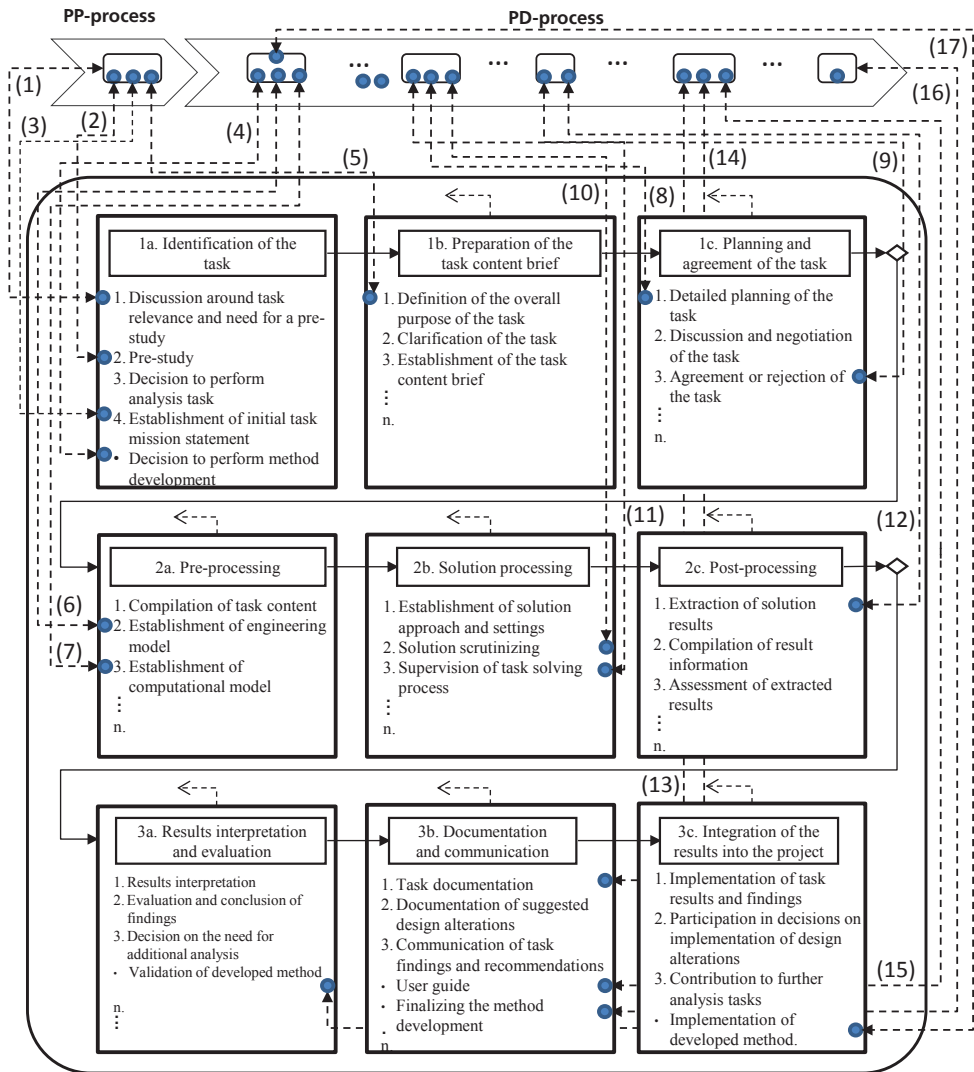 PP-process
PD-process
(17)
...
...
...
...
(1)
(16)
(3)
(2)
(4)
(14)
(9)
(5)
(10)
(8)
1a. Identification of the
task
1. Discussion around task
relevance and need for a pre-
study
2. Pre-study
3. Decision to perform
analysis task
4. Establishment of initial task
mission statement
• Decision to perform method
development
1b. Preparation of the
task content brief
1. Definition of the overall
purpose of the task
2. Clarification of the task
3. Establishment of the task
content brief
⋮
n.
1c. Planning and
agreement of the task
1. Detailed planning of the
task
2. Discussion and negotiation
of the task
3. Agreement or rejection of
the task
⋮
n.
(11)
(12)
(6)
(7)
2a. Pre-processing
1. Compilation of task content
2. Establishment of engineering
model
3. Establishment of
computational model
⋮
n.
2b. Solution processing
1. Establishment of solution
approach and settings
2. Solution scrutinizing
3. Supervision of task solving
process
⋮
n.
2c. Post-processing
1. Extraction of solution
results
2. Compilation of result
information
3. Assessment of extracted
results
⋮
n.
(13)
3a. Results interpretation
and evaluation
1. Results interpretation
2. Evaluation and conclusion of
findings
3. Decision on the need for
additional analysis
· Validation of developed method
n.
⋮
3b. Documentation
and communication
1. Task documentation
2. Documentation of suggested
design alterations
3. Communication of task
findings and recommendations
· User guide
· Finalizing the method
development
n
3c. Integration of the
results into the project
1. Implementation of task
results and findings
2. Participation in decisions on
implementation of design
alterations
3. Contribution to further
analysis tasks
· Implementation of
developed method.
(15)